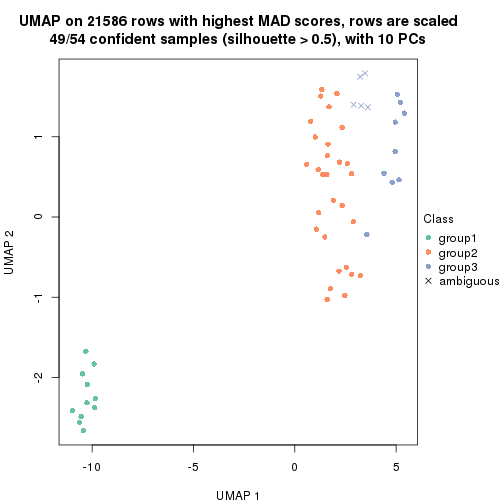 UMAP on 21586 rows with highest MAD scores, rows are scaled
49/54 confident samples (silhouette > 0.5), with 10 PCs
1
0
-1
-2
UMAP 2
-10
-5
0
5
UMAP 1
Class
group1
group2
group3
ambiguous